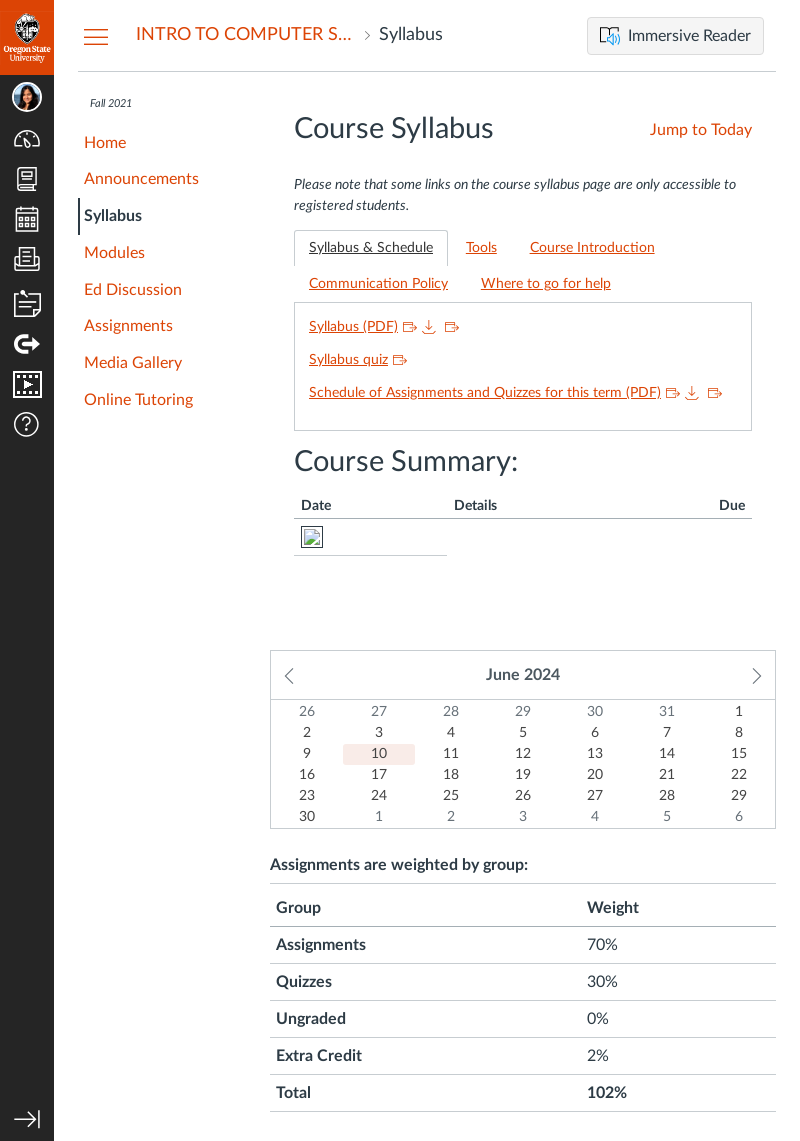 Oregon State
University
INTRO TO COMPUTER S... > Syllabus
Immersive Reader
Fall 2021
Home
Announcements
Syllabus
Modules
Ed Discussion
Assignments
Media Gallery
Online Tutoring
Course Syllabus
Jump to Today
Please note that some links on the course syllabus page are only accessible to
registered students.
Syllabus & Schedule Tools Course Introduction
Communication Policy Where to go for help
Syllabus (PDF)
Syllabus quiz
Schedule of Assignments and Quizzes for this term (PDF)
Course Summary:
Date Details Due
June 2024
26 27 28 29 30 31 1
2 3 4 5 6 7 8
9 10 11 12 13 14 15
16 17 18 19 20 21 22
23 24 25 26 27 28 29
30 1 2 3 4 5 6
Assignments are weighted by group:
Group Weight
Assignments 70%
Quizzes 30%
Ungraded 0%
Extra Credit 2%
Total 102%